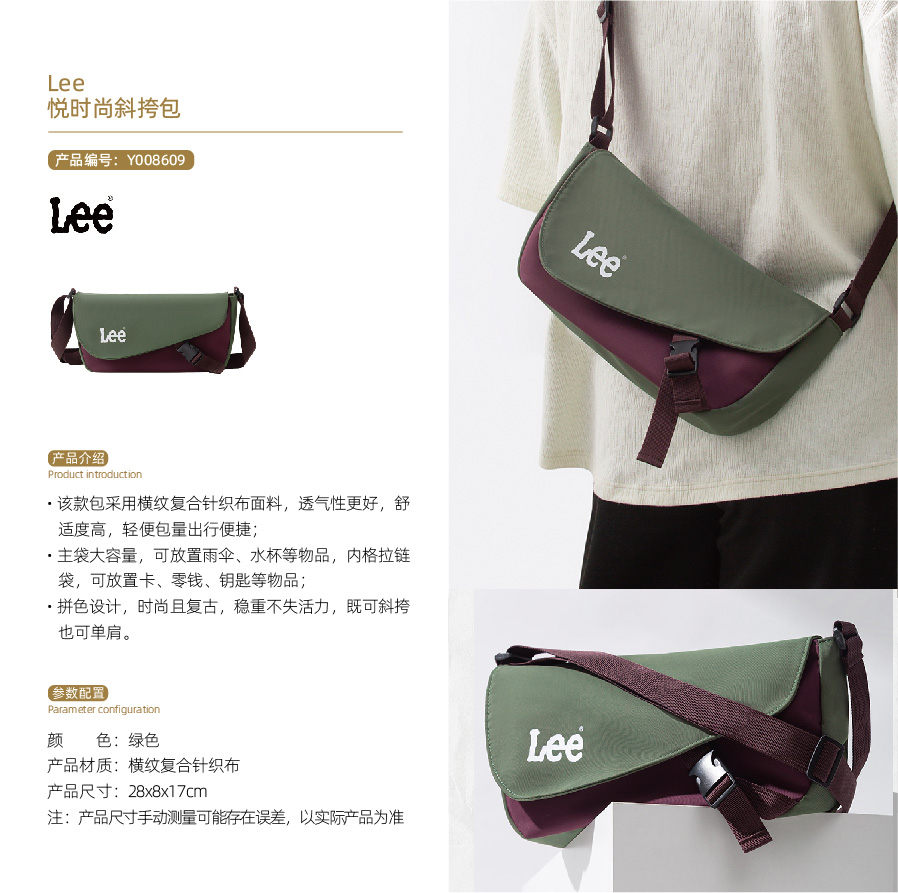 Lee
悦时尚斜挎包
产品编号：Y008609
Lee®
Lee
产品介绍
Product introduction
• 该款包采用横纹复合针织布面料，透气性更好，舒
适度高，轻便包量出行便捷；
• 主袋大容量，可放置雨伞、水杯等物品，内格拉链
袋，可放置卡、零钱、钥匙等物品；
• 拼色设计，时尚且复古，稳重不失活力，既可斜挎
也可单肩。
参数配置
Parameter configuration
颜　　色：绿色
产品材质：横纹复合针织布
产品尺寸：28x8x17cm
注：产品尺寸手动测量可能存在误差，以实际产品为准
Lee®
Lee®